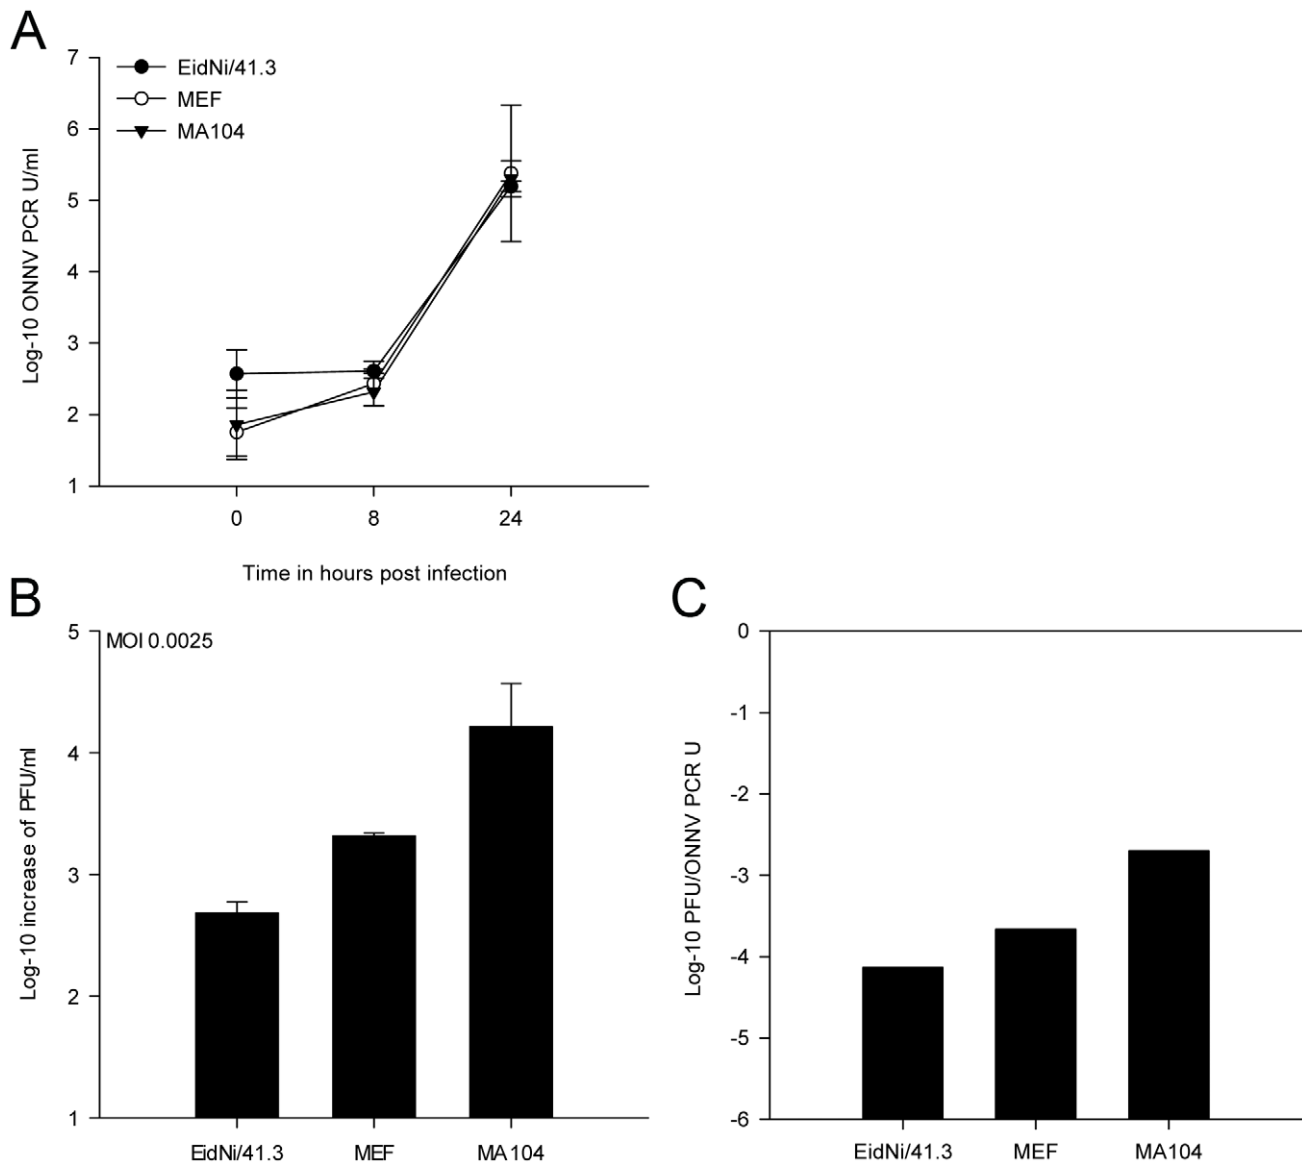 A
7
6
5
4
3
2
1
Log-10 ONNV PCR U/ml
EidNi/41.3
MEF
MA104
0 8 24
Time in hours post infection
B
5
4
3
2
1
MOI 0.0025
Log-10 increase of PFU/ml
EidNi/41.3 MEF MA104
C
0
-1
-2
-3
-4
-5
-6
Log-10 PFU/ONNV PCR U
EidNi/41.3 MEF MA104